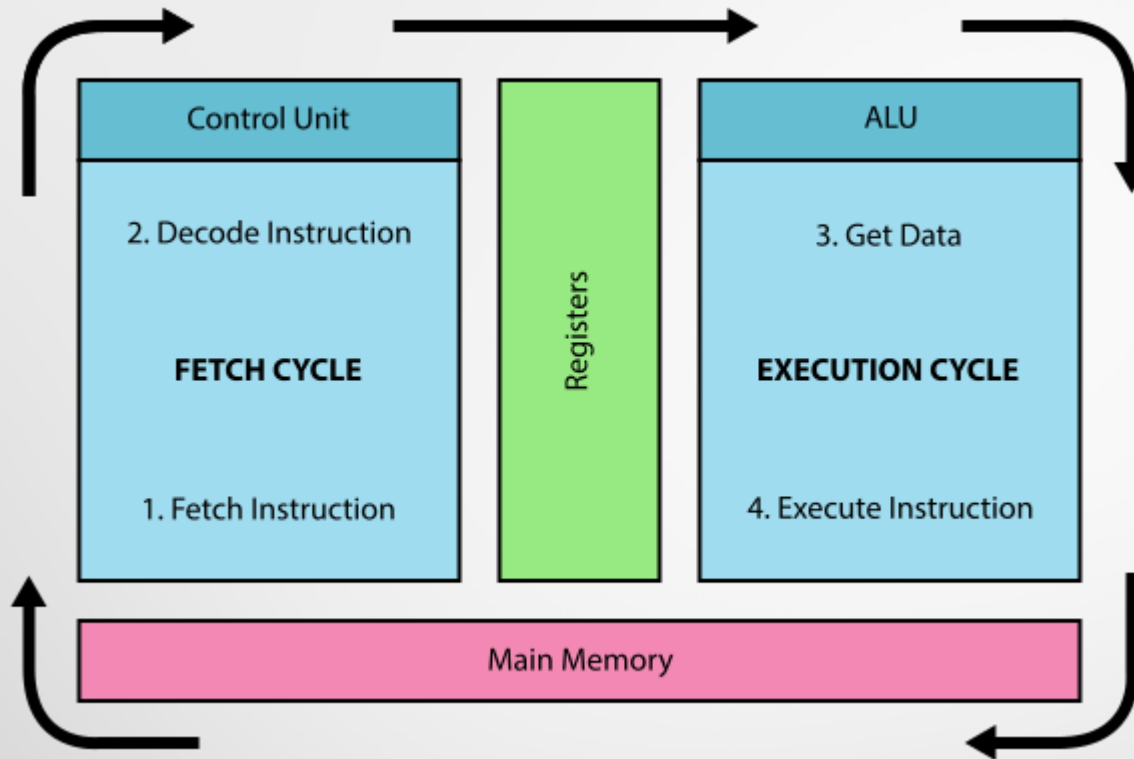 Control Unit
2. Decode Instruction
FETCH CYCLE
1. Fetch Instruction
Registers
ALU
3. Get Data
EXECUTION CYCLE
4. Execute Instruction
Main Memory